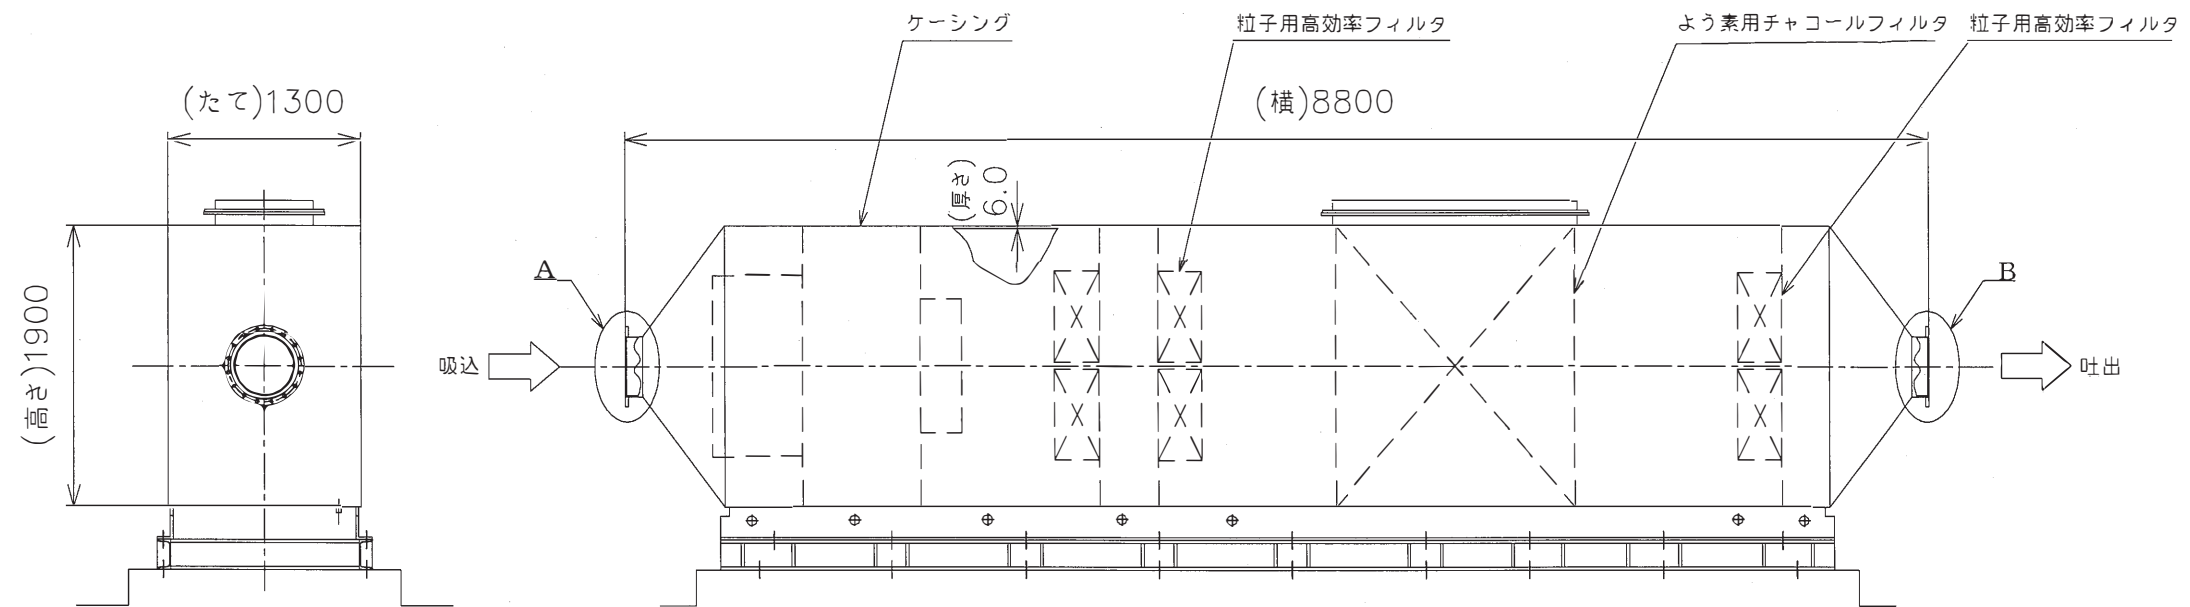 ケーシング
粒子用高効率フィルタ
よう素用チャコールフィルタ
粒子用高効率フィルタ
(たて)1300
(横)8800
(厚さ)
6.0
A
B
(高さ)1900
吸込
吐出